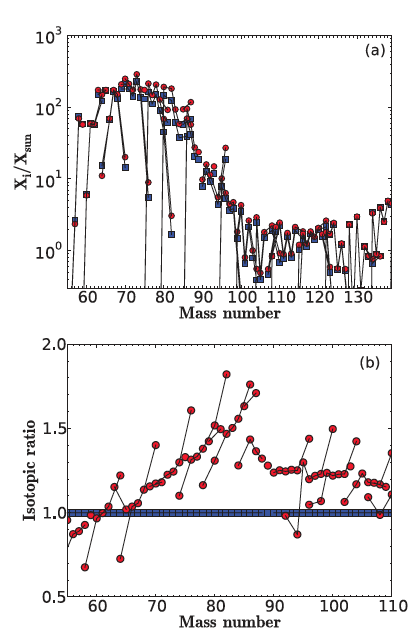 (a)
10³
10²
10¹
10⁰
Xᵢ/Xsun
60 70 80 90 100 110 120 130
Mass number
(b)
2.0
1.5
1.0
0.5
Isotopic ratio
60 70 80 90 100 110
Mass number